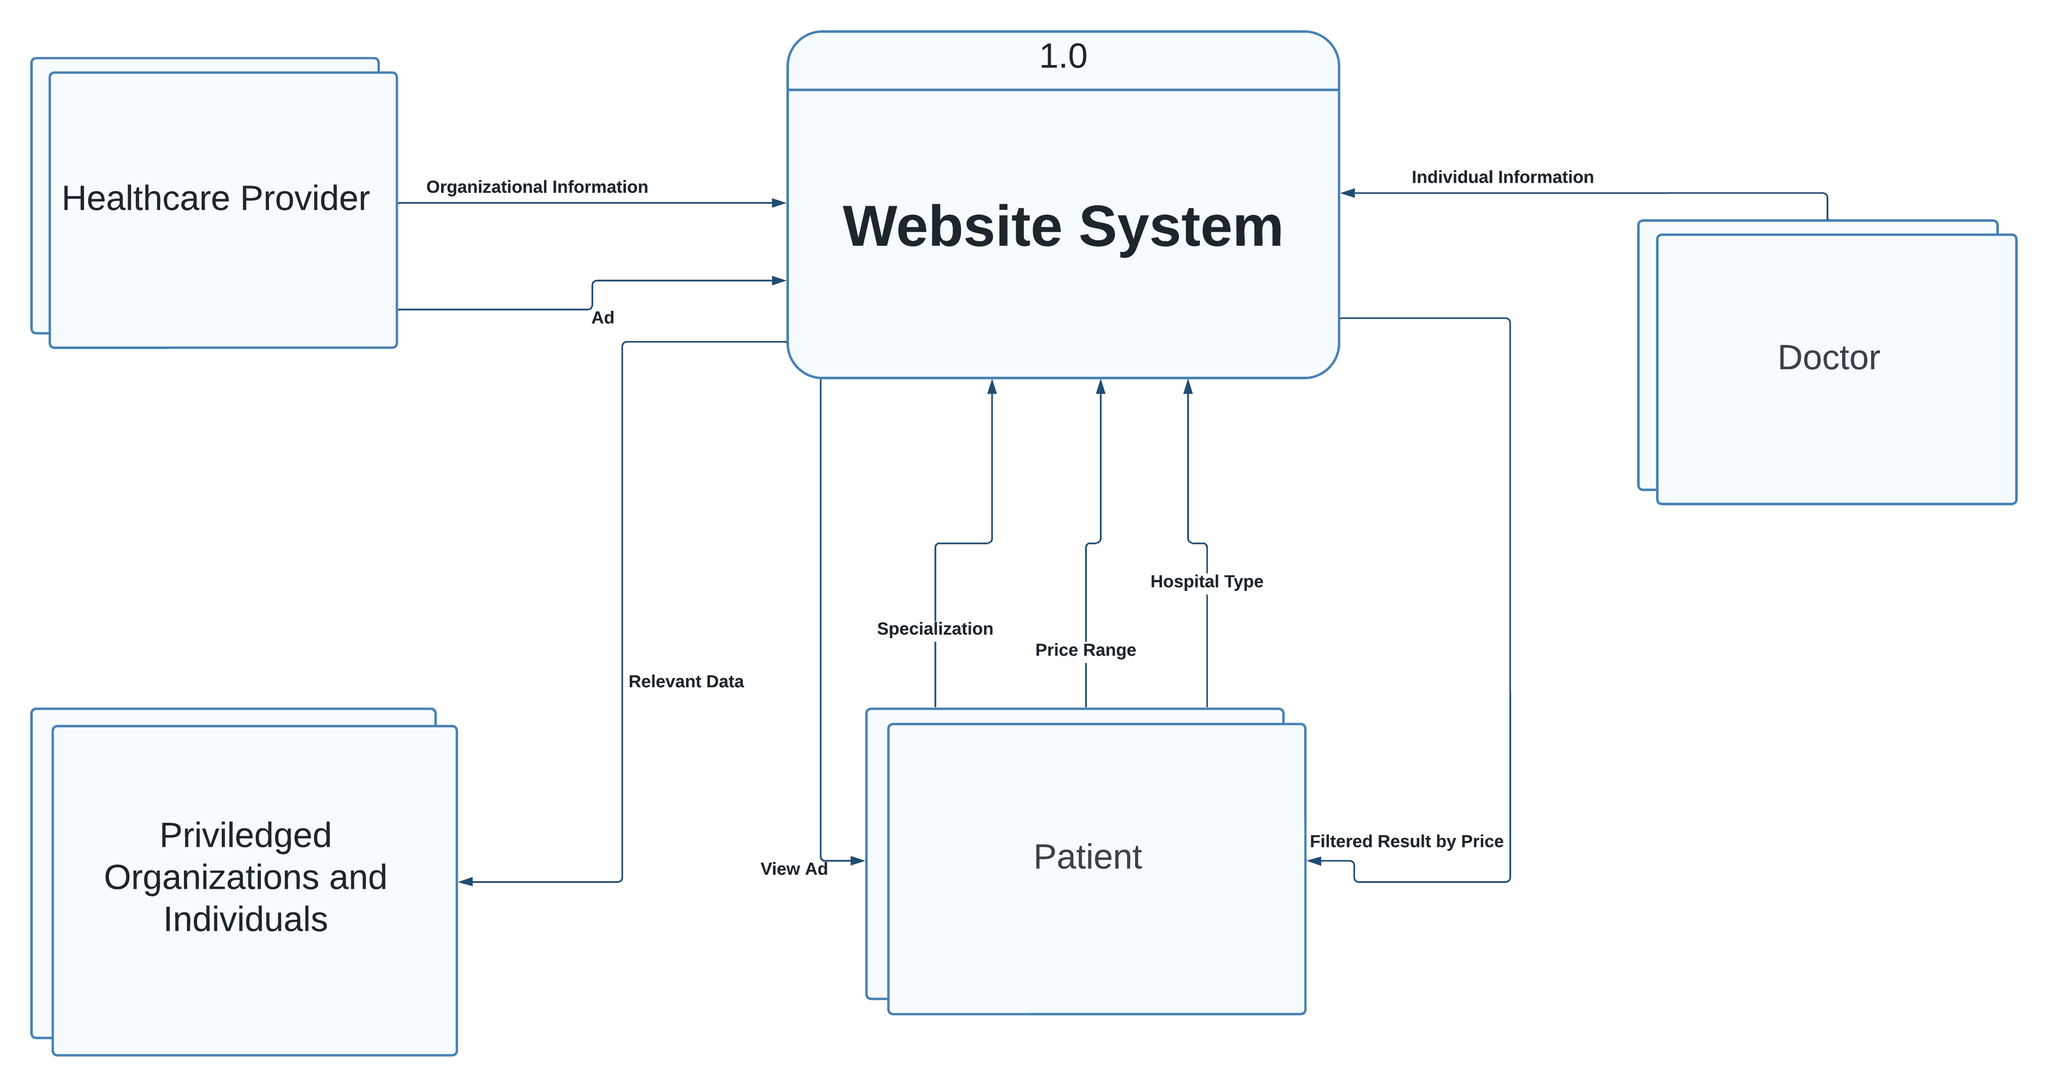 1.0
Website System
Healthcare Provider
Organizational Information
Individual Information
Ad
Doctor
Hospital Type
Specialization
Price Range
Relevant Data
Priviledged
Organizations and
Individuals
View Ad
Patient
Filtered Result by Price